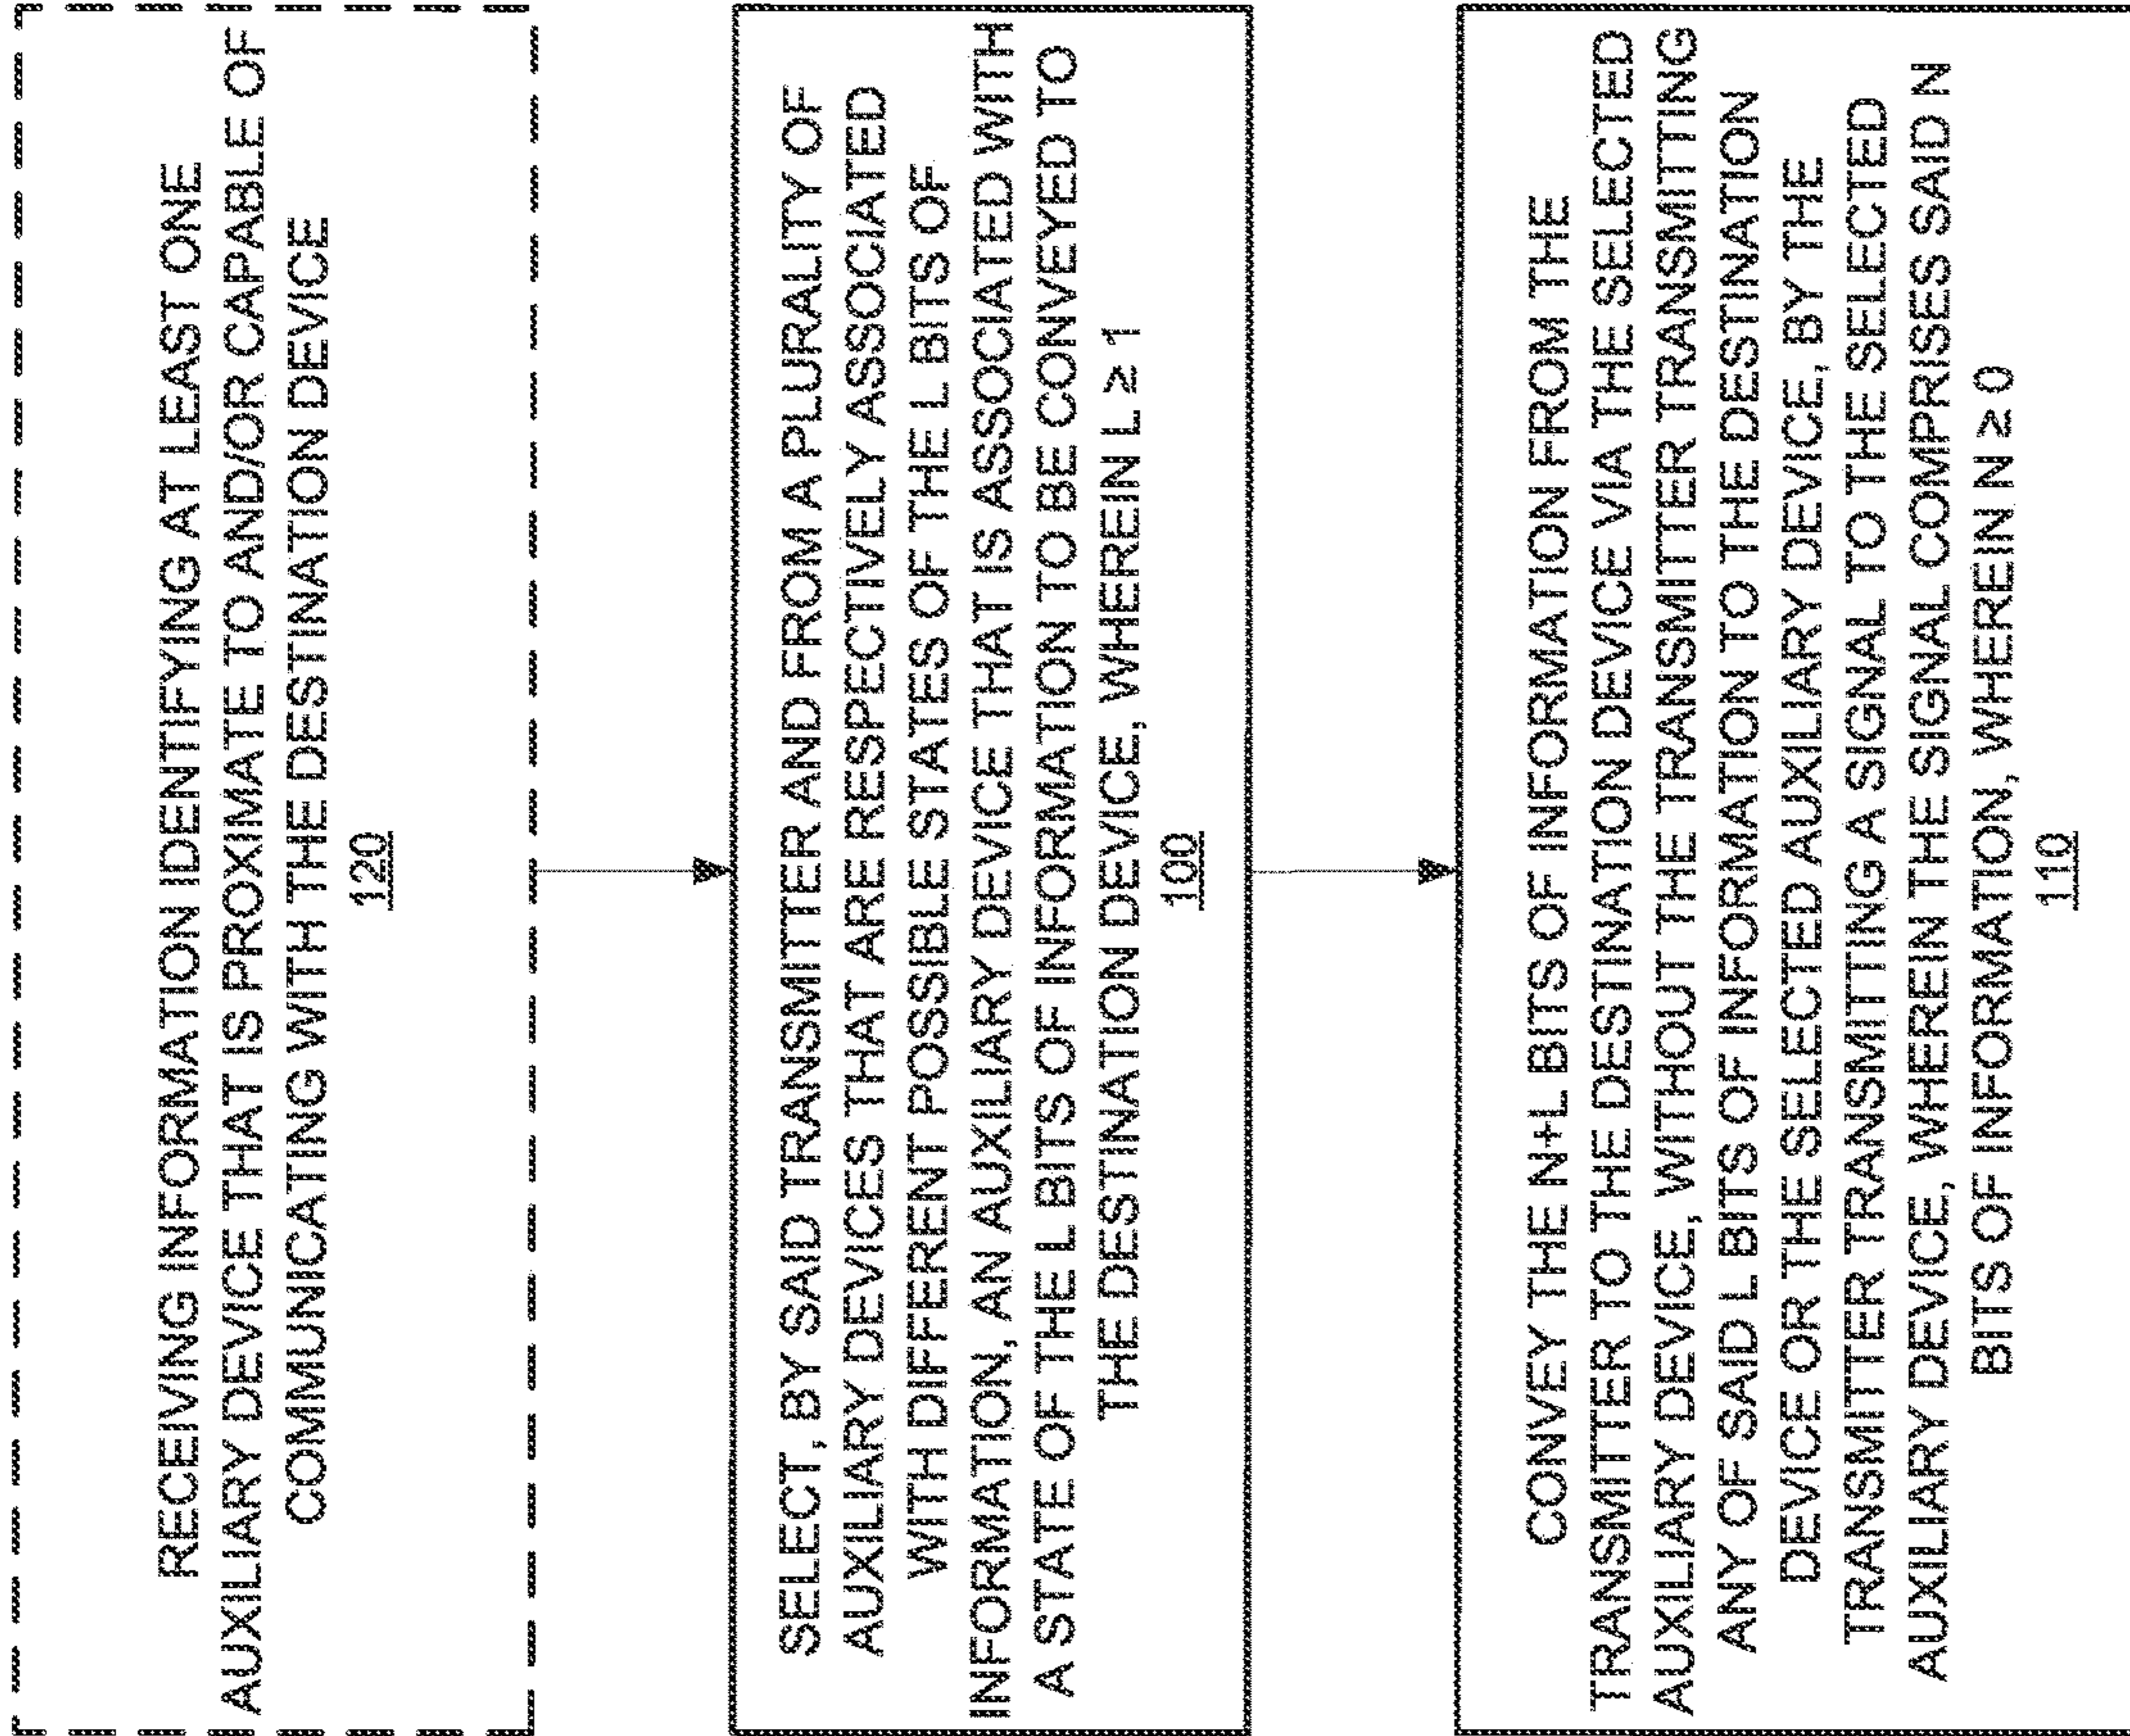 RECEIVING INFORMATION IDENTIFYING AT LEAST ONE
AUXILIARY DEVICE THAT IS PROXIMATE TO AND/OR CAPABLE OF
COMMUNICATING WITH THE DESTINATION DEVICE
120
SELECT, BY SAID TRANSMITTER AND FROM A PLURALITY OF
AUXILIARY DEVICES THAT ARE RESPECTIVELY ASSOCIATED
WITH DIFFERENT POSSIBLE STATES OF THE L BITS OF
INFORMATION, AN AUXILIARY DEVICE THAT IS ASSOCIATED WITH
A STATE OF THE L BITS OF INFORMATION TO BE CONVEYED TO
THE DESTINATION DEVICE, WHEREIN L ≥ 1
100
CONVEY THE N+L BITS OF INFORMATION FROM THE
TRANSMITTER TO THE DESTINATION DEVICE VIA THE SELECTED
AUXILIARY DEVICE, WITHOUT THE TRANSMITTER TRANSMITTING
ANY OF SAID L BITS OF INFORMATION TO THE DESTINATION
DEVICE OR THE SELECTED AUXILIARY DEVICE, BY THE
TRANSMITTER TRANSMITTING A SIGNAL TO THE SELECTED
AUXILIARY DEVICE, WHEREIN THE SIGNAL COMPRISES SAID N
BITS OF INFORMATION, WHEREIN N ≥ 0
110